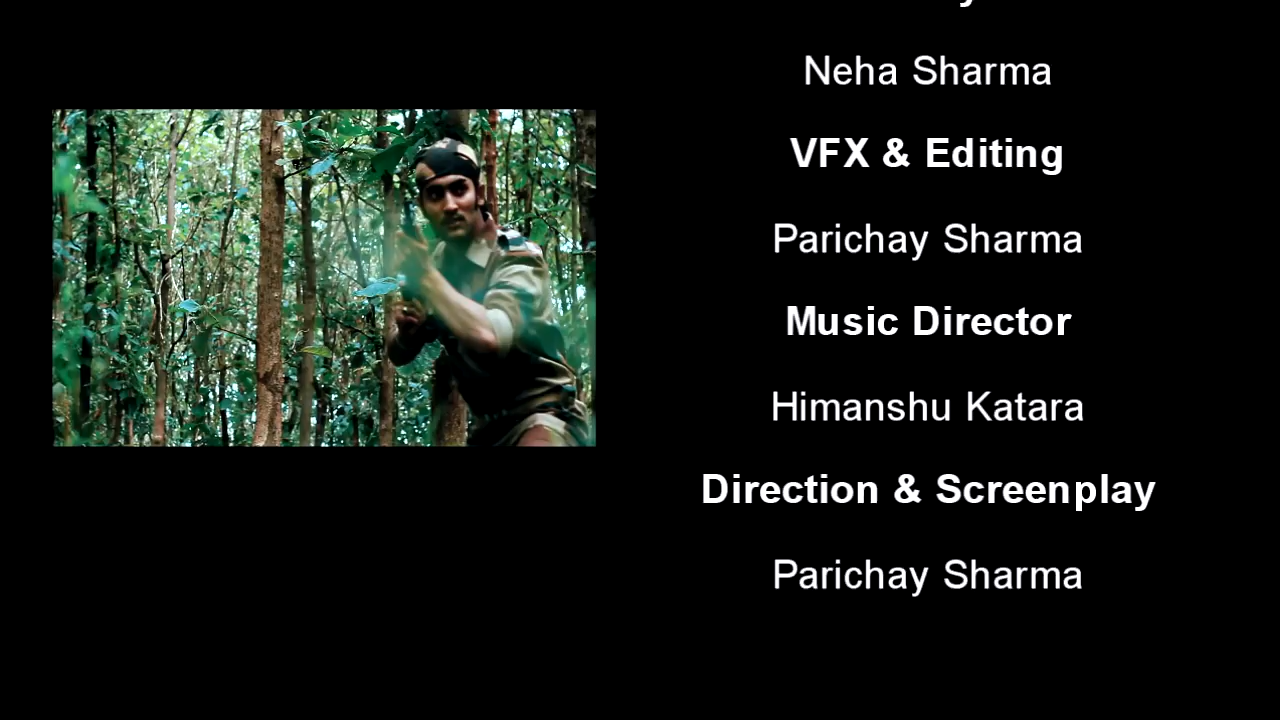 Neha Sharma
VFX & Editing
Parichay Sharma
Music Director
Himanshu Katara
Direction & Screenplay
Parichay Sharma